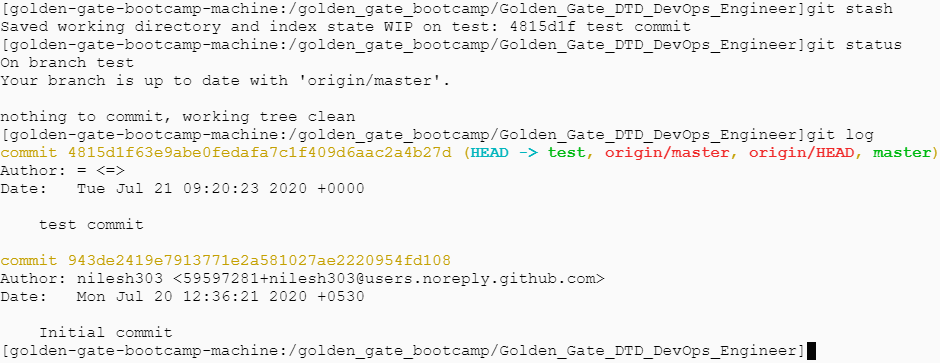 [golden-gate-bootcamp-machine:/golden_gate_bootcamp/Golden_Gate_DTD_DevOps_Engineer]git stash
Saved working directory and index state WIP on test: 4815d1f test commit
[golden-gate-bootcamp-machine:/golden_gate_bootcamp/Golden_Gate_DTD_DevOps_Engineer]git status
On branch test
Your branch is up to date with 'origin/master'.
nothing to commit, working tree clean
[golden-gate-bootcamp-machine:/golden_gate_bootcamp/Golden_Gate_DTD_DevOps_Engineer]git log
commit 4815d1f63e9abe0fedafa7c1f409d6aac2a4b27d (HEAD -> test, origin/master, origin/HEAD, master)
Author: = <=>
Date:   Tue Jul 21 09:20:23 2020 +0000
    test commit
commit 943de2419e7913771e2a581027ae2220954fd108
Author: nilesh303 <59597281+nilesh303@users.noreply.github.com>
Date:   Mon Jul 20 12:36:21 2020 +0530
    Initial commit
[golden-gate-bootcamp-machine:/golden_gate_bootcamp/Golden_Gate_DTD_DevOps_Engineer]